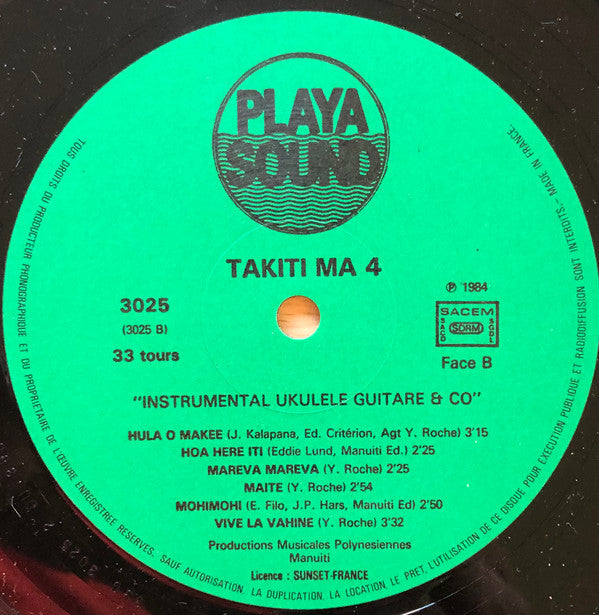 PLAYA
SOUND
TAKITI MA 4
3025
(3025 B)
33 tours
℗ 1984
SACEM
SACD
SDRM
SGDL
Face B
"INSTRUMENTAL UKULELE GUITARE & CO"
HULA O MAKEE (J. Kalapana, Ed. Critérion, Agt Y. Roche) 3'15
HOA HERE ITI (Eddie Lund, Manuiti Ed.) 2'25
MAREVA MAREVA (Y. Roche) 2'25
MAITE (Y. Roche) 2'54
MOHIMOHI (E. Filo, J.P. Hars, Manuiti Ed) 2'50
VIVE LA VAHINE (Y. Roche) 3'32
Productions Musicales Polynesiennes
Manuiti
Licence : SUNSET-FRANCE
TOUS DROITS DU PRODUCTEUR PHONOGRAPHIQUE ET DU PROPRIETAIRE DE L'ŒUVRE ENREGISTREE RESERVES. SAUF AUTORISATION LA DUPLICATION, LA LOCATION, LE PRET, L'UTILISATION DE CE DISQUE POUR EXECUTION PUBLIQUE ET RADIODIFFUSION SONT INTERDITS.- MADE IN FRANCE.